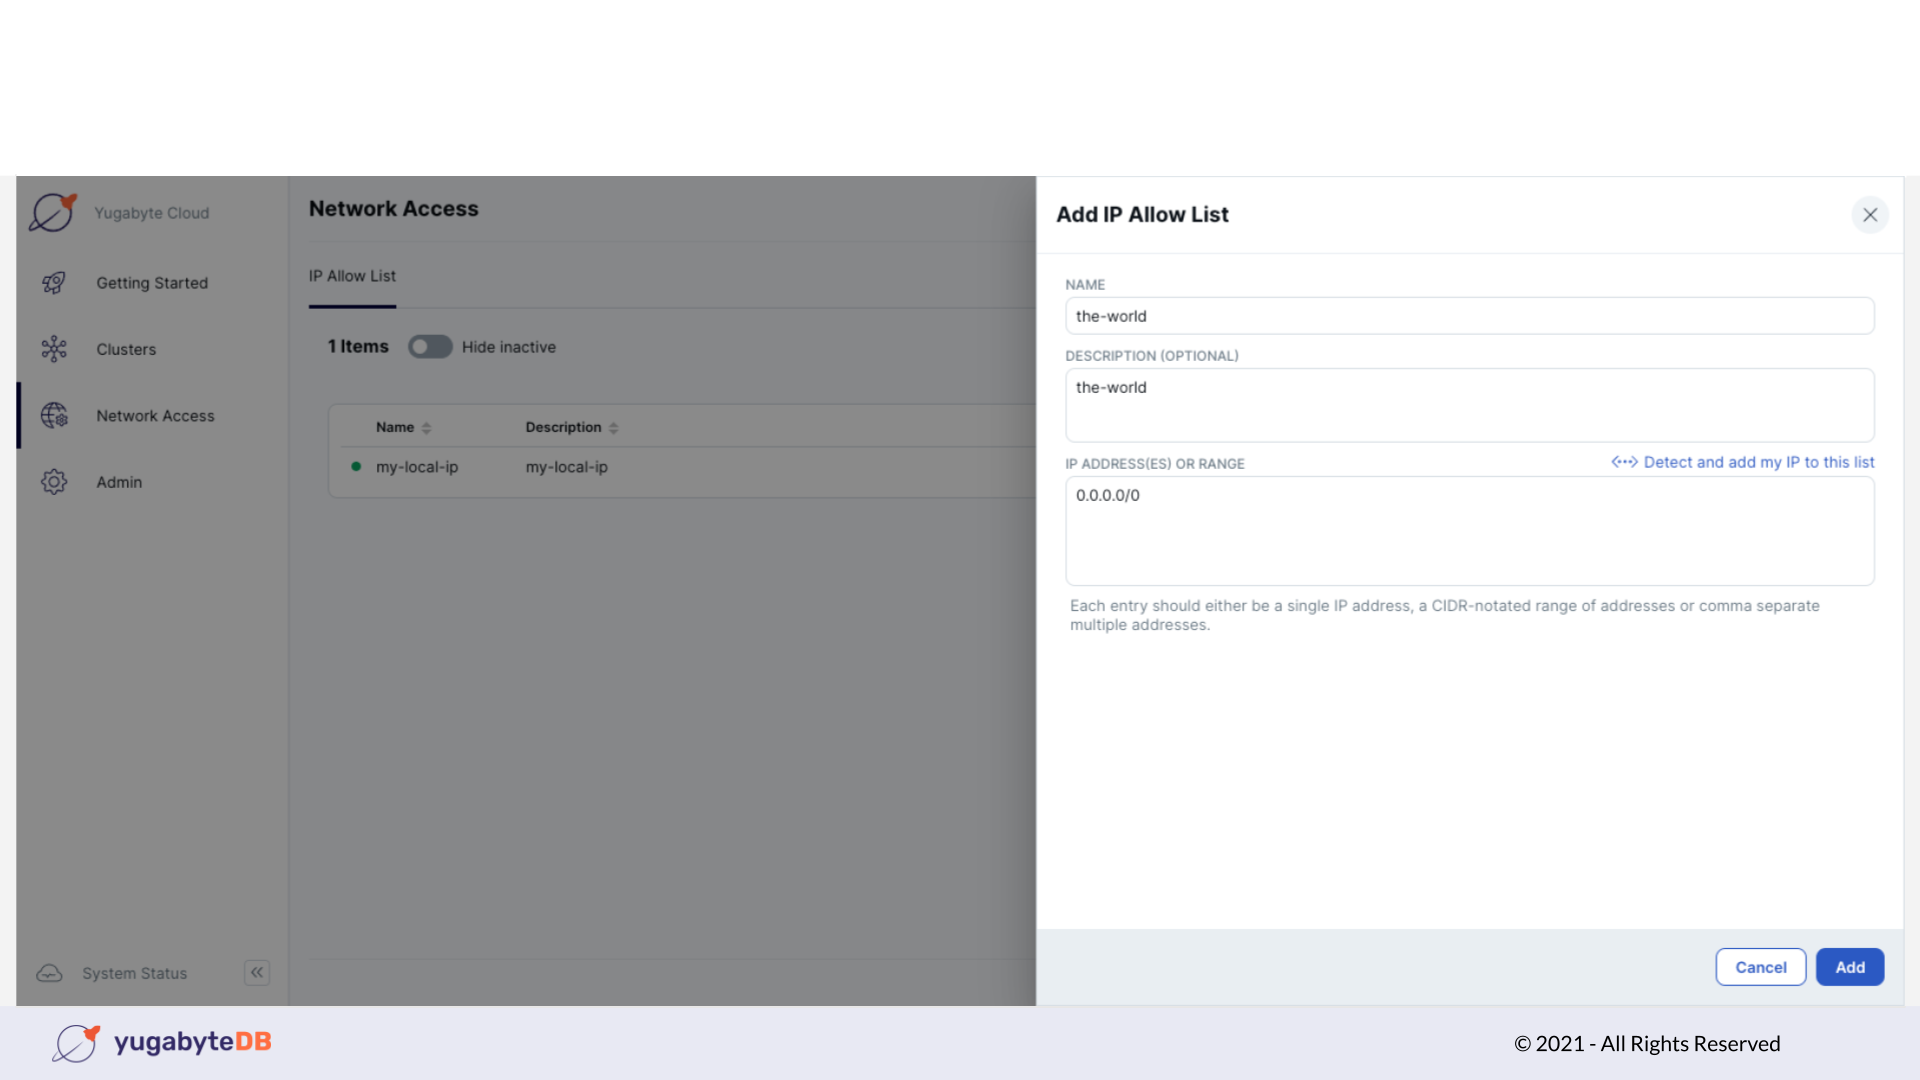 Yugabyte Cloud
Getting Started
Clusters
Network Access
Admin
System Status
Network Access
IP Allow List
1 Items Hide inactive
Name Description
my-local-ip my-local-ip
Add IP Allow List
NAME
the-world
DESCRIPTION (OPTIONAL)
the-world
IP ADDRESS(ES) OR RANGE Detect and add my IP to this list
0.0.0.0/0
Each entry should either be a single IP address, a CIDR-notated range of addresses or comma separate
multiple addresses.
Cancel Add
yugabyteDB
© 2021 - All Rights Reserved